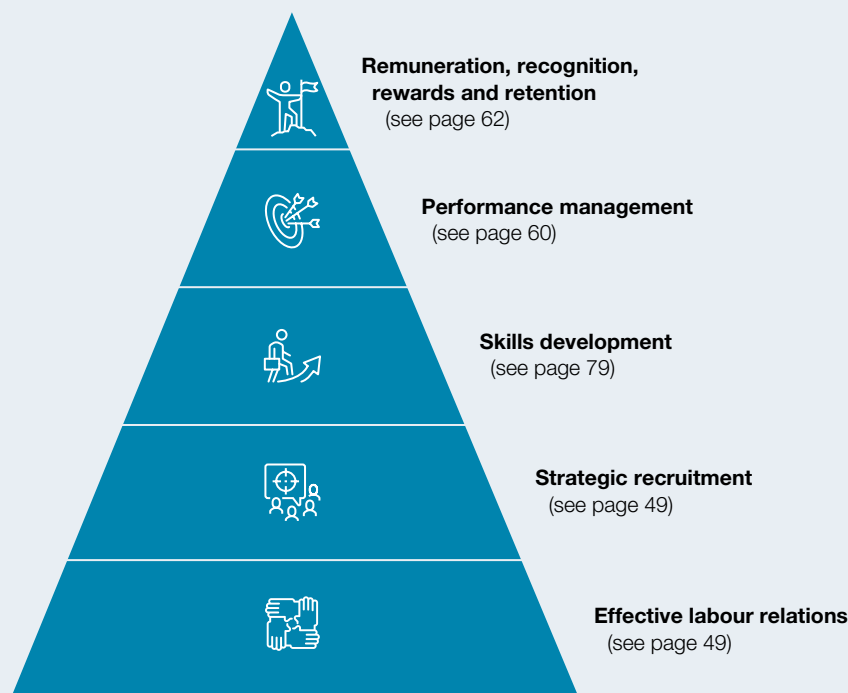 Remuneration, recognition,
rewards and retention
(see page 62)
Performance management
(see page 60)
Skills development
(see page 79)
Strategic recruitment
(see page 49)
Effective labour relations
(see page 49)